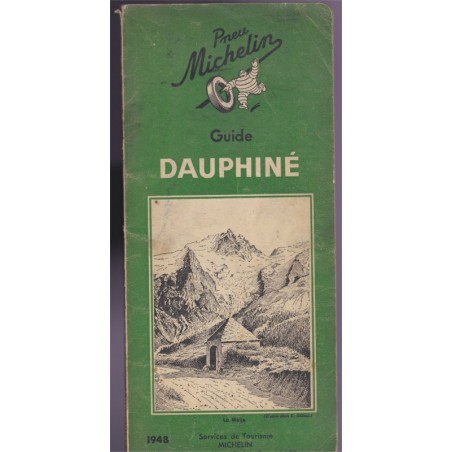 Pneu
Michelin
Guide
DAUPHINÉ
La Meije
1948
Services de Tourisme
MICHELIN